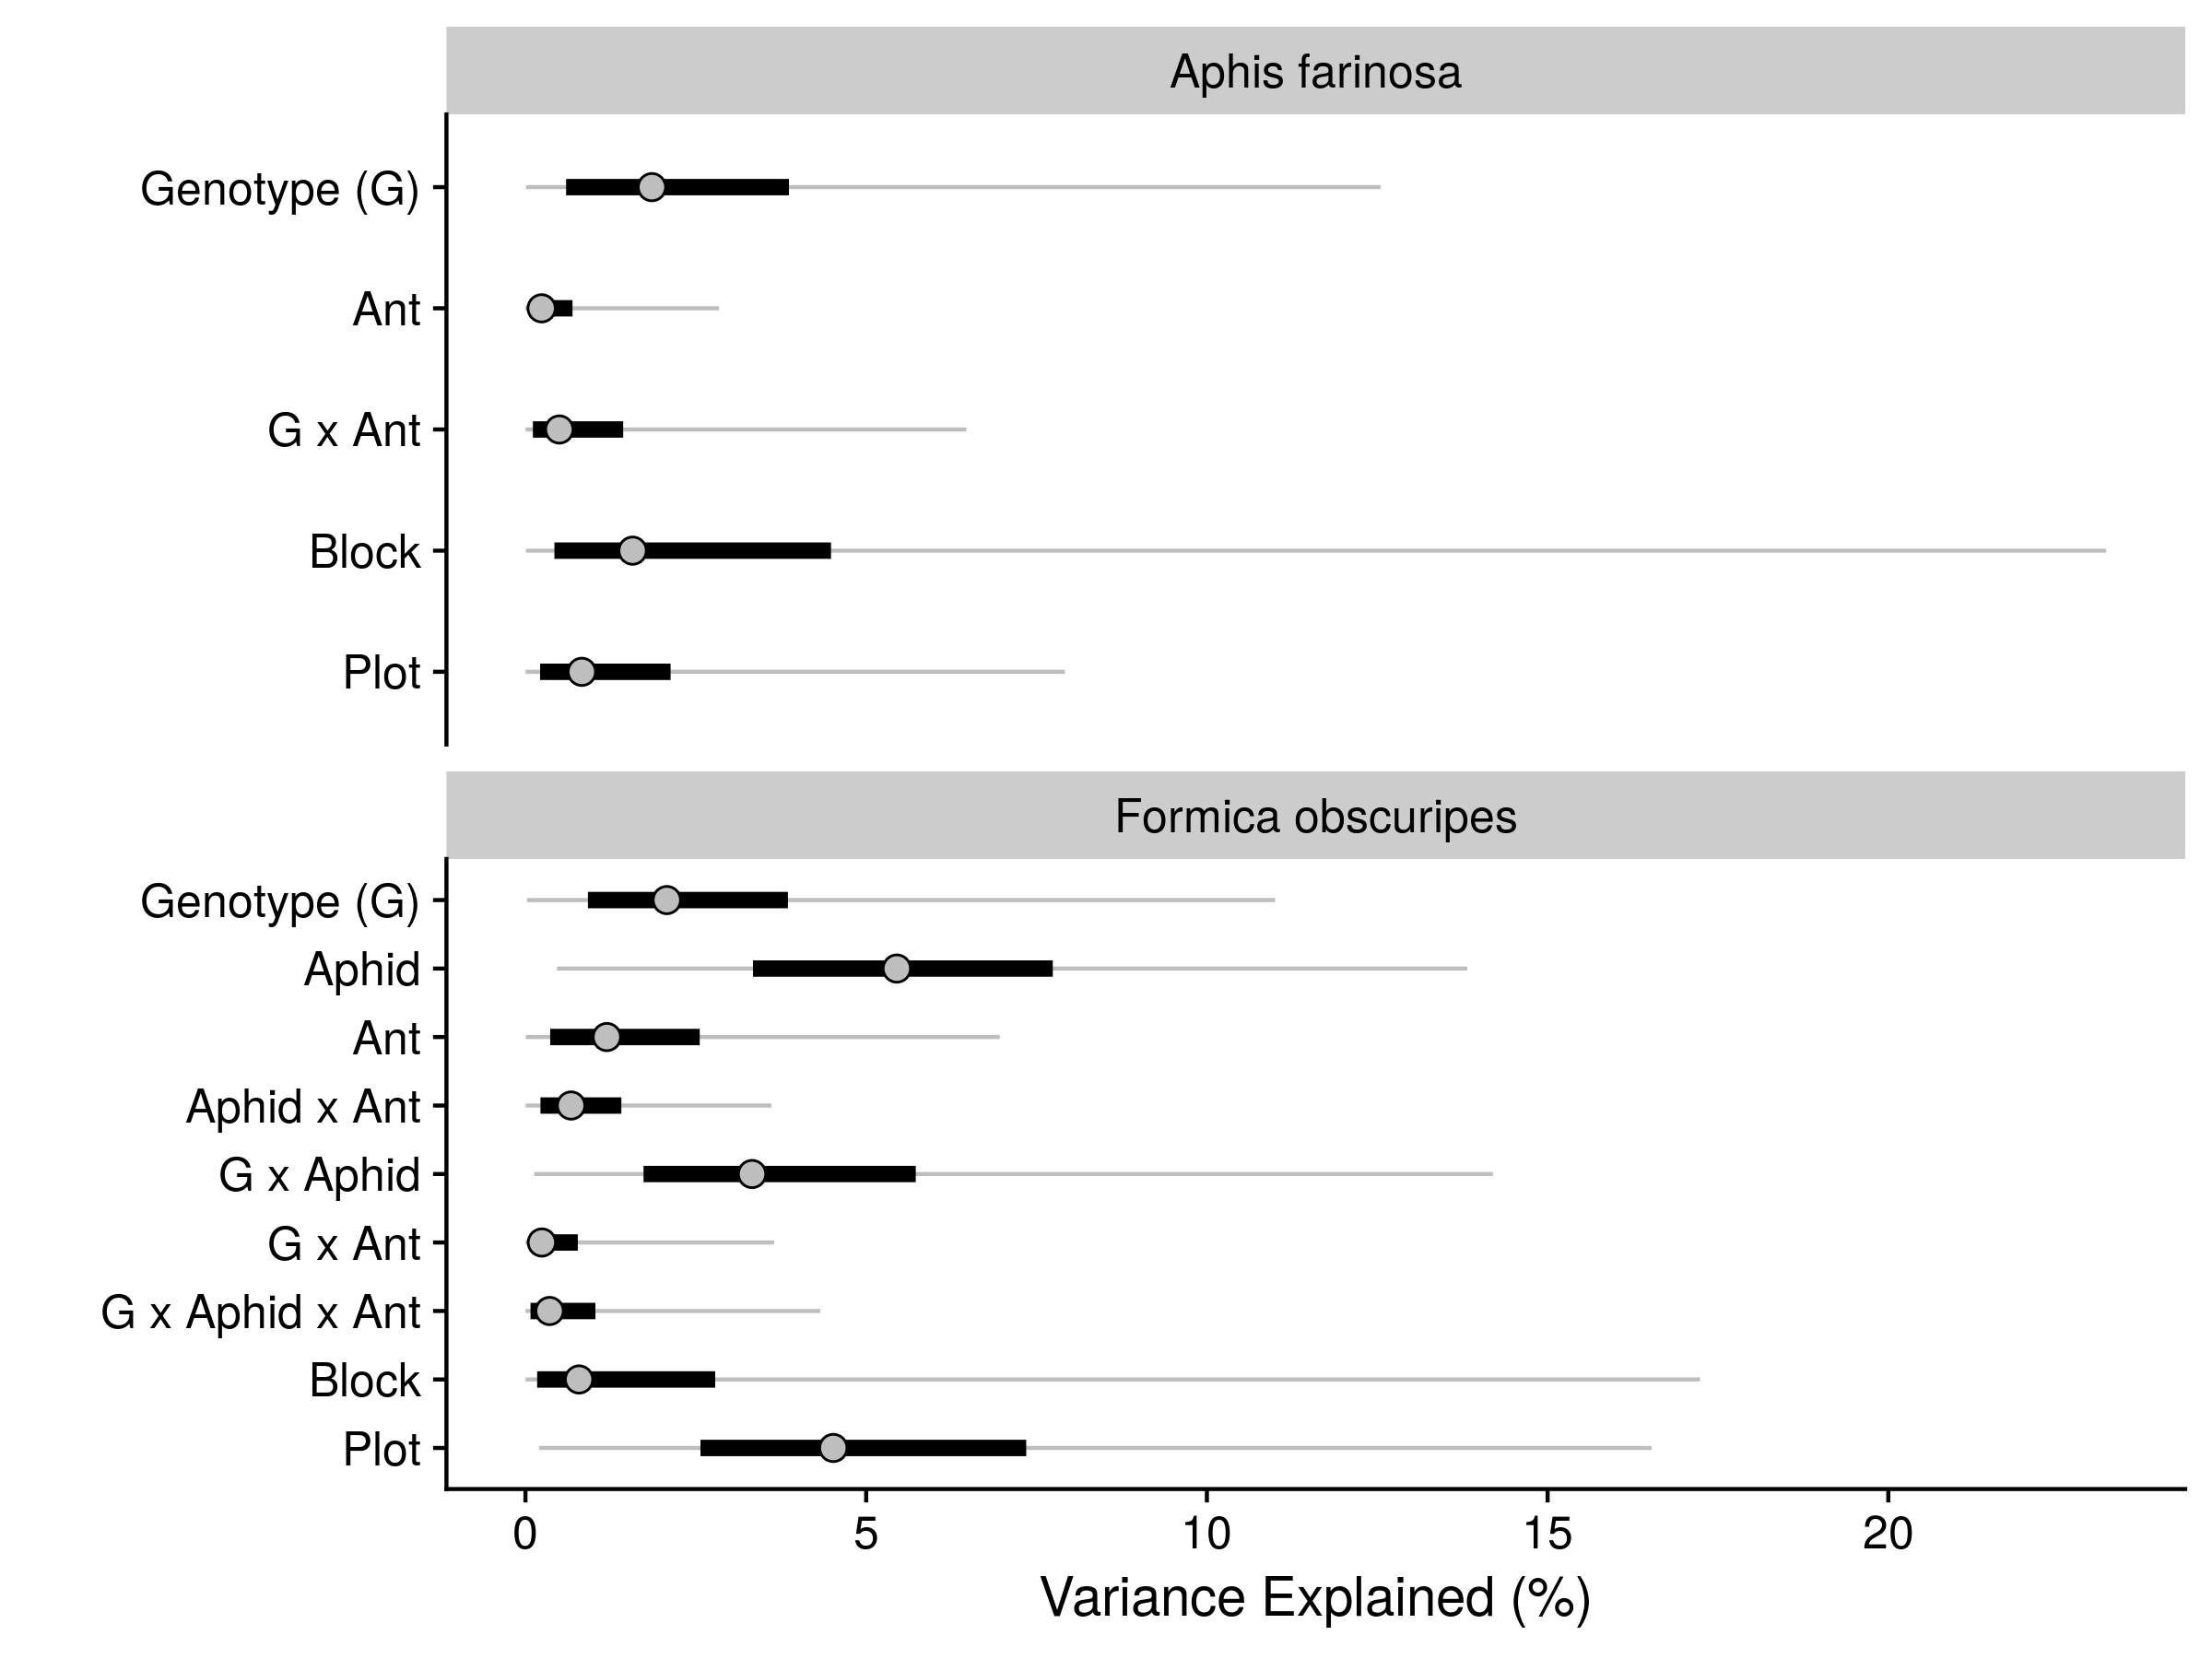 Aphis farinosa
Genotype (G)
Ant
G x Ant
Block
Plot
Formica obscuripes
Genotype (G)
Aphid
Ant
Aphid x Ant
G x Aphid
G x Ant
G x Aphid x Ant
Block
Plot
0 5 10 15 20
Variance Explained (%)